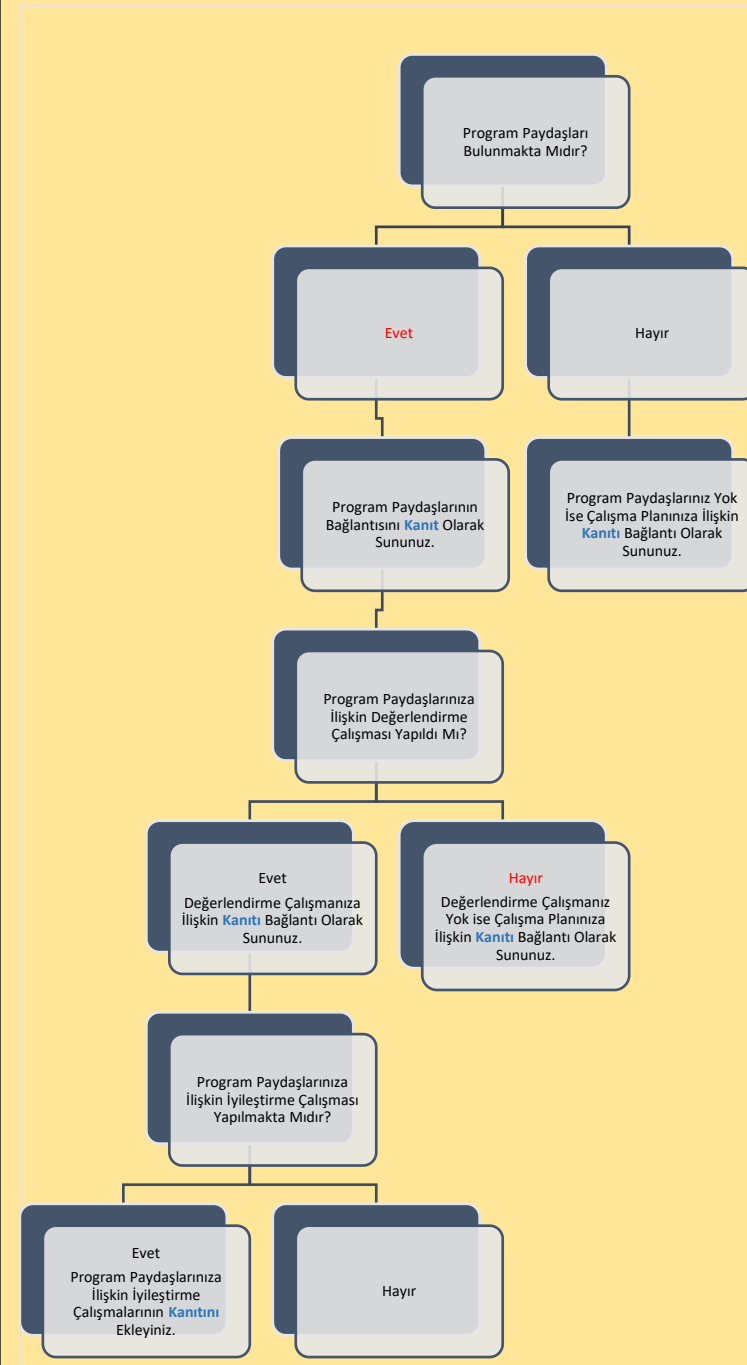 Program Paydaşları
Bulunmakta Mıdır?
Evet
Hayır
Program Paydaşlarının
Bağlantısını Kanıt Olarak
Sununuz.
Program Paydaşlarınız Yok
İse Çalışma Planınıza İlişkin
Kanıtı Bağlantı Olarak
Sununuz.
Program Paydaşlarınıza
İlişkin Değerlendirme
Çalışması Yapıldı Mı?
Evet
Değerlendirme Çalışmanıza
İlişkin Kanıtı Bağlantı Olarak
Sununuz.
Hayır
Değerlendirme Çalışmanız
Yok ise Çalışma Planınıza
İlişkin Kanıtı Bağlantı Olarak
Sununuz.
Program Paydaşlarınıza
İlişkin İyileştirme Çalışması
Yapılmakta Mıdır?
Evet
Program Paydaşlarınıza
İlişkin İyileştirme
Çalışmalarının Kanıtını
Ekleyiniz.
Hayır